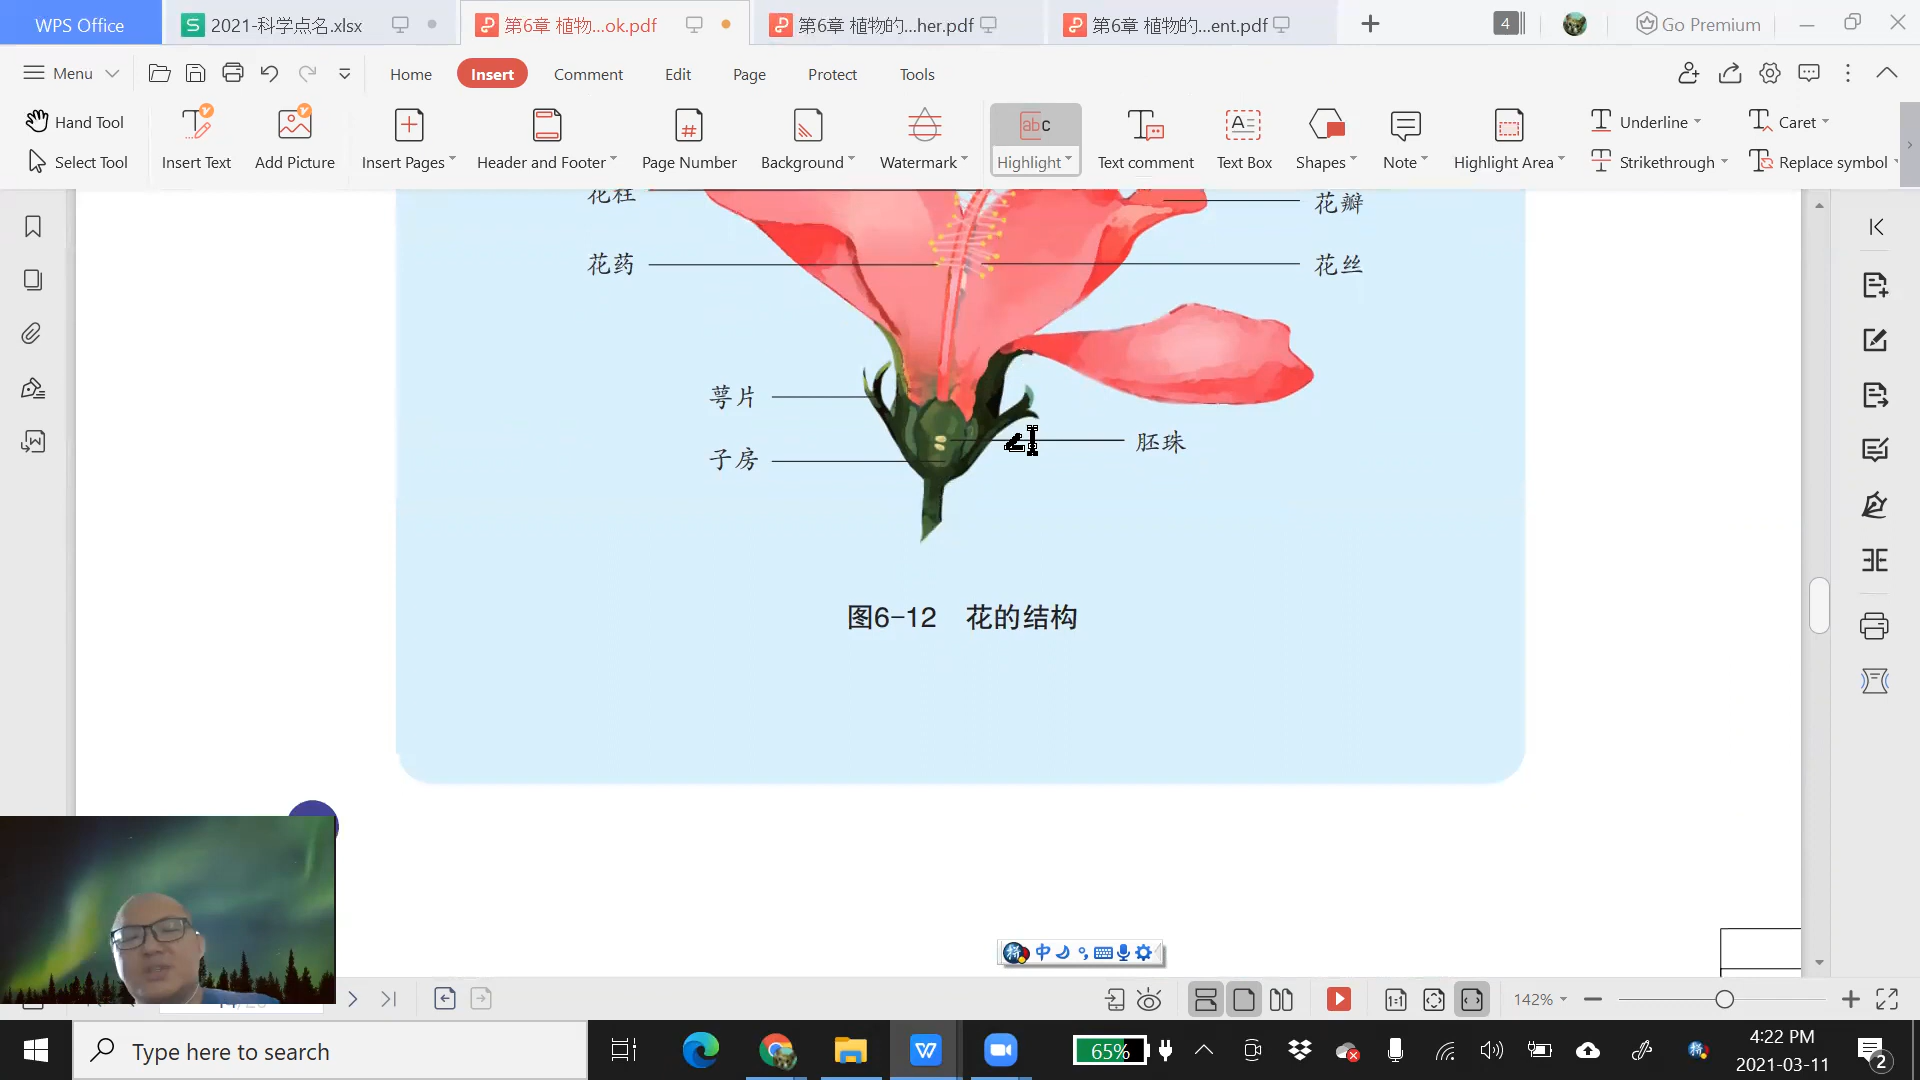 WPS Office
2021-科学点名.xlsx
第6章 植物...ok.pdf
第6章 植物的...her.pdf
第6章 植物的...ent.pdf
4
Go Premium
Menu
Home
Insert
Comment
Edit
Page
Protect
Tools
Hand Tool
Select Tool
Insert Text
Add Picture
Insert Pages
Header and Footer
Page Number
Background
Watermark
Highlight
Text comment
Text Box
Shapes
Note
Highlight Area
Underline
Strikethrough
Caret
Replace symbol
花柱
花瓣
花药
花丝
萼片
子房
胚珠
图6-12 花的结构
中
142%
Type here to search
65%
4:22 PM
2021-03-11
2